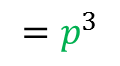 = p³